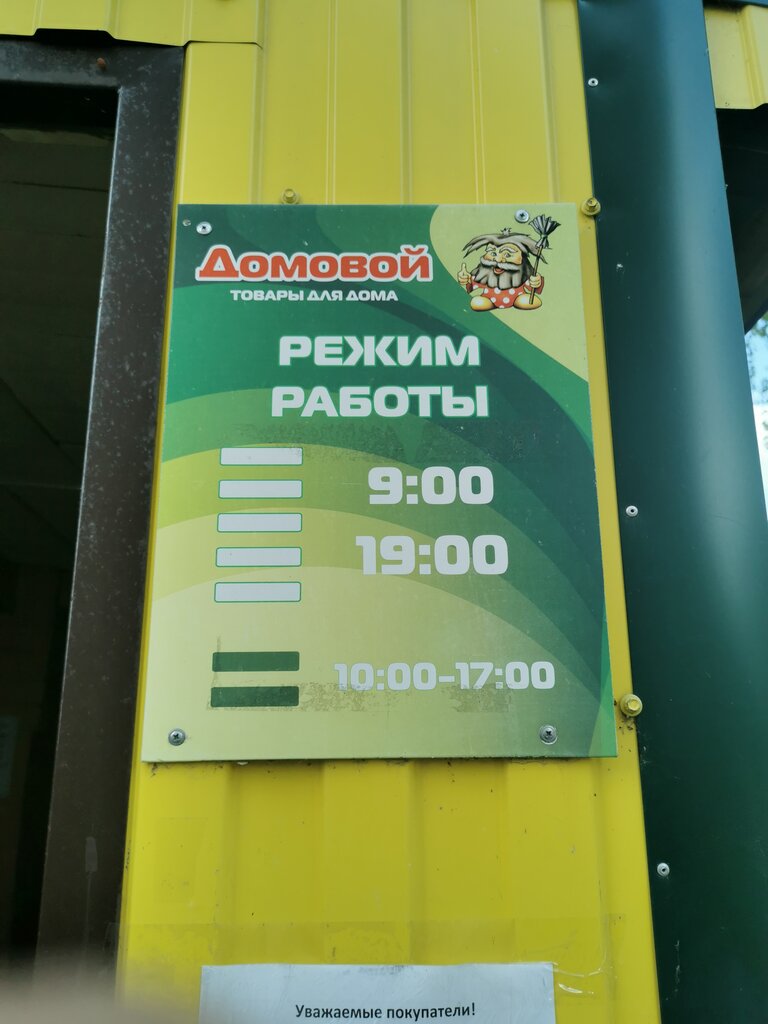 Домовой
ТОВАРЫ ДЛЯ ДОМА
РЕЖИМ
РАБОТЫ
9:00
19:00
10:00-17:00
Уважаемые покупатели!